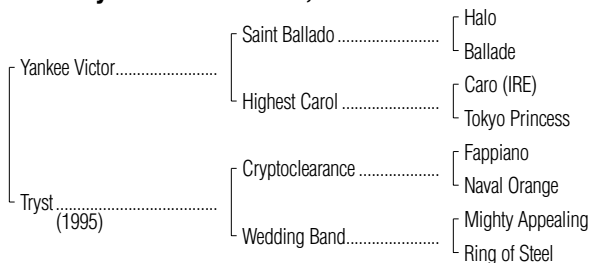 Halo
Saint Ballado
Ballade
Yankee Victor
Caro (IRE)
Highest Carol
Tokyo Princess
Fappiano
Cryptoclearance
Naval Orange
Tryst
(1995)
Mighty Appealing
Wedding Band
Ring of Steel